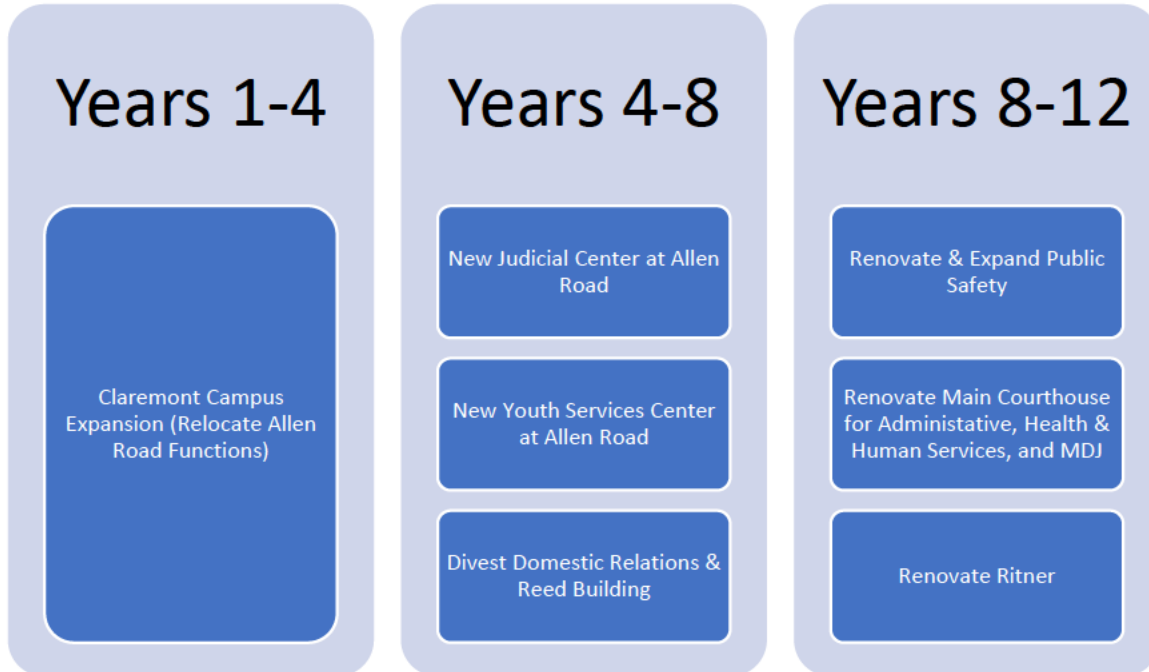 Years 1-4
Claremont Campus
Expansion (Relocate Allen
Road Functions)
Years 4-8
New Judicial Center at Allen
Road
New Youth Services Center
at Allen Road
Divest Domestic Relations &
Reed Building
Years 8-12
Renovate & Expand Public
Safety
Renovate Main Courthouse
for Administative, Health &
Human Services, and MDJ
Renovate Ritner